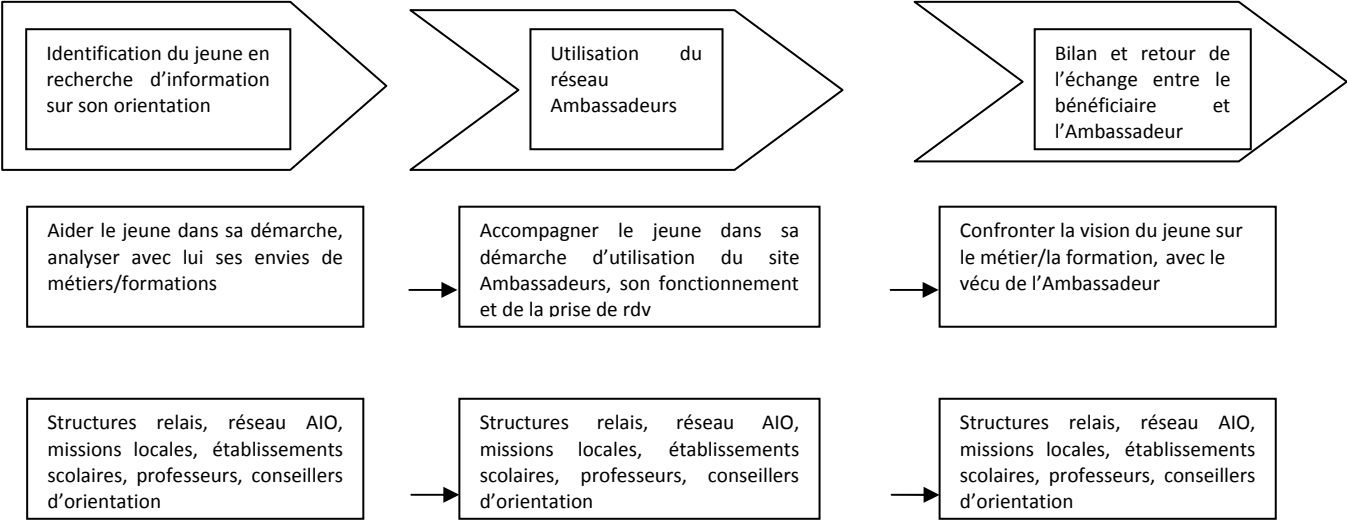 Identification du jeune en
recherche d’information
sur son orientation
Utilisation du
réseau
Ambassadeurs
Bilan et retour de
l’échange entre le
bénéficiaire et
l’Ambassadeur
Aider le jeune dans sa démarche,
analyser avec lui ses envies de
métiers/formations
Accompagner le jeune dans sa
démarche d’utilisation du site
Ambassadeurs, son fonctionnement
et de la prise de rdv
Confronter la vision du jeune sur
le métier/la formation, avec le
vécu de l’Ambassadeur
Structures relais, réseau AIO,
missions locales, établissements
scolaires, professeurs, conseillers
d’orientation
Structures relais, réseau AIO,
missions locales, établissements
scolaires, professeurs, conseillers
d’orientation
Structures relais, réseau AIO,
missions locales, établissements
scolaires, professeurs, conseillers
d’orientation